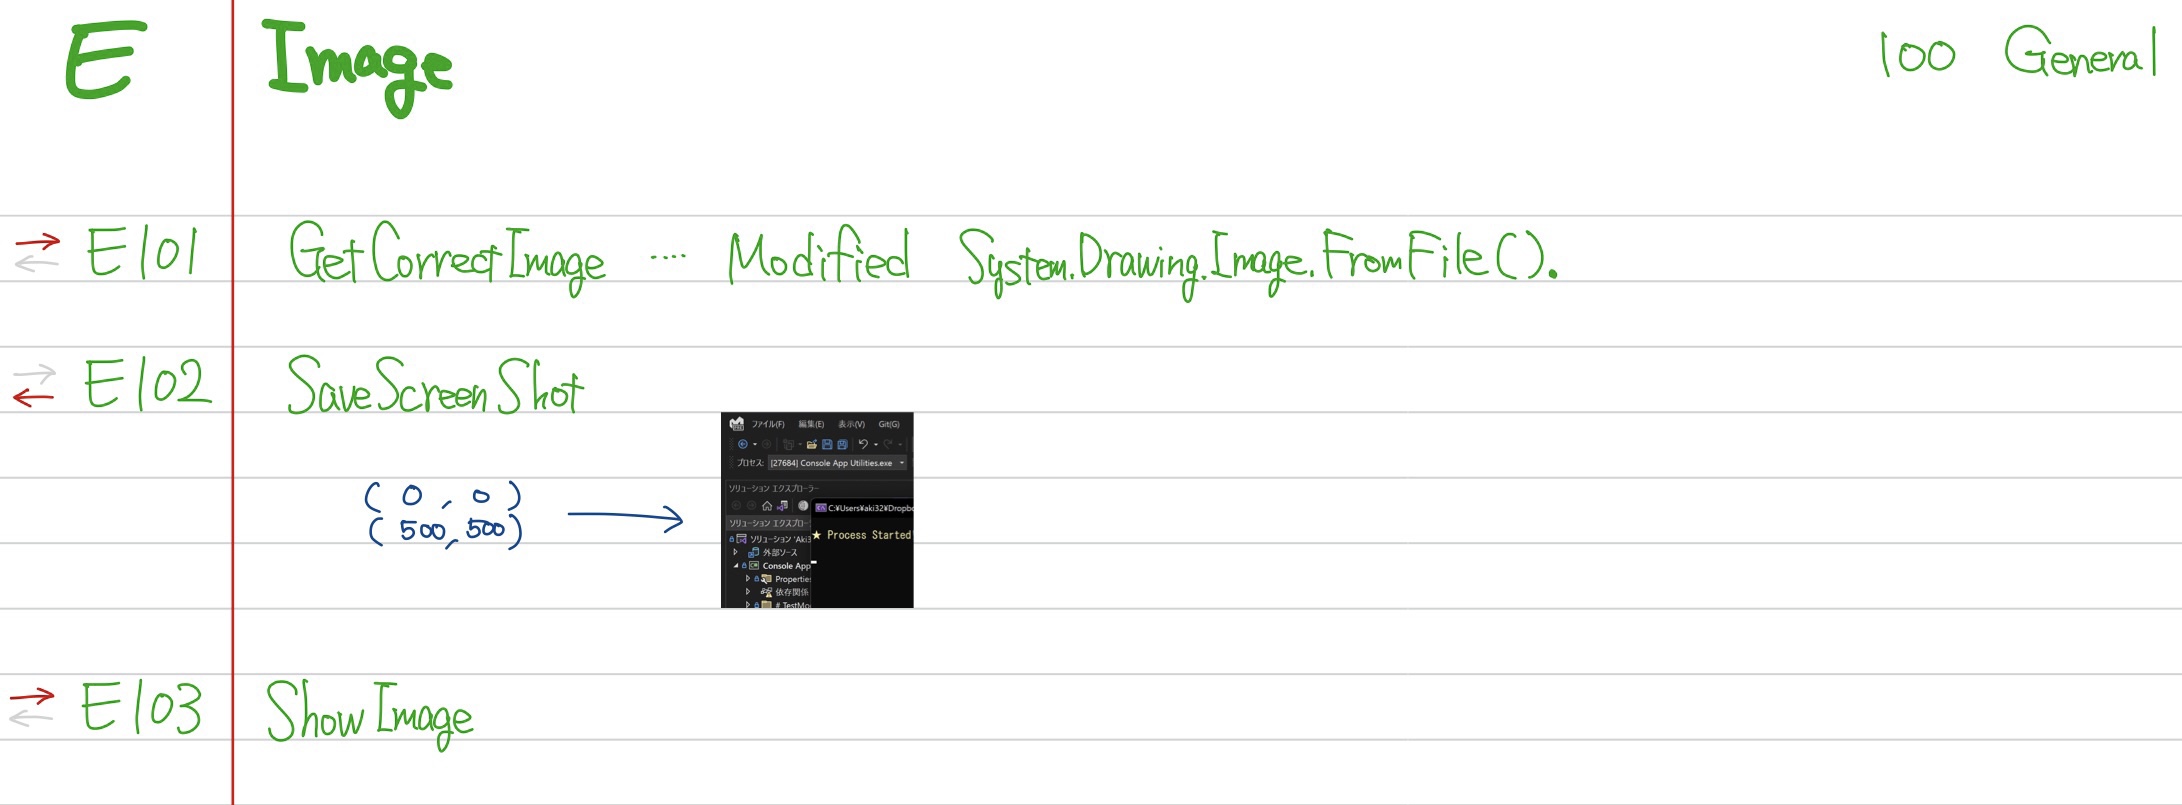 E Image 100 General
E101 GetCorrectImage ···· Modified System.Drawing.Image.FromFile().
E102 SaveScreenShot
(0, 0)
(500, 500)
ファイル(F) 編集(E) 表示(V) Git(G)
プロセス: [27684] Console App Utilities.exe
ソリューション エクスプローラー
C:¥Users¥aki32¥Dropbo
ソリューション エクスプロー
★ Process Started
ソリューション 'Aki3
外部ソース
Console App
Propertie
依存関係
# TestMo
E103 ShowImage